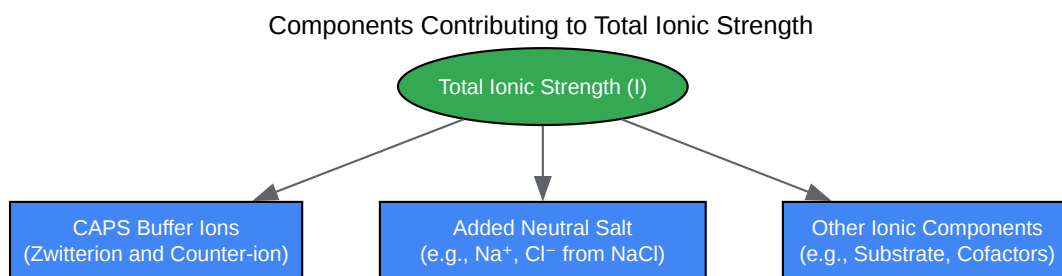 Components Contributing to Total Ionic Strength
Total Ionic Strength (I)
CAPS Buffer Ions
(Zwitterion and Counter-ion)
Added Neutral Salt
(e.g., Na⁺, Cl⁻ from NaCl)
Other Ionic Components
(e.g., Substrate, Cofactors)